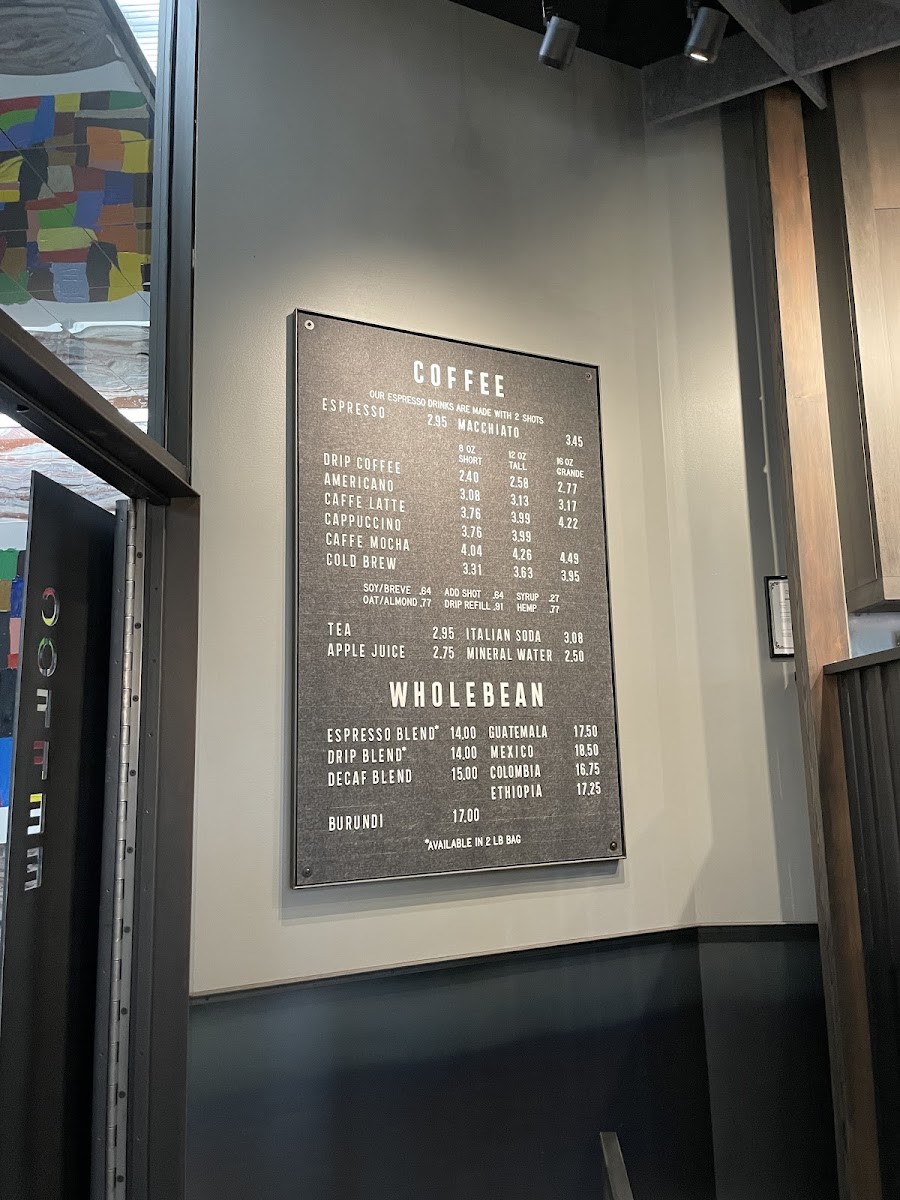 COFFEE
OUR ESPRESSO DRINKS ARE MADE WITH 2 SHOTS
ESPRESSO 2.95 MACCHIATO 3.45
8 OZ 12 OZ 16 OZ
SHORT TALL GRANDE
DRIP COFFEE 2.40 2.58 2.77
AMERICANO 3.08 3.13 3.17
CAFFE LATTE 3.76 3.99 4.22
CAPPUCCINO 3.76 3.99
CAFFE MOCHA 4.04 4.26 4.49
COLD BREW 3.31 3.63 3.95
SOY/BREVE .64 ADD SHOT .64 SYRUP .27
OAT/ALMOND .77 DRIP REFILL .91 HEMP .77
TEA 2.95 ITALIAN SODA 3.08
APPLE JUICE 2.75 MINERAL WATER 2.50
WHOLEBEAN
ESPRESSO BLEND* 14.00 GUATEMALA 17.50
DRIP BLEND* 14.00 MEXICO 18.50
DECAF BLEND 15.00 COLOMBIA 16.75
ETHIOPIA 17.25
BURUNDI 17.00
*AVAILABLE IN 2 LB BAG